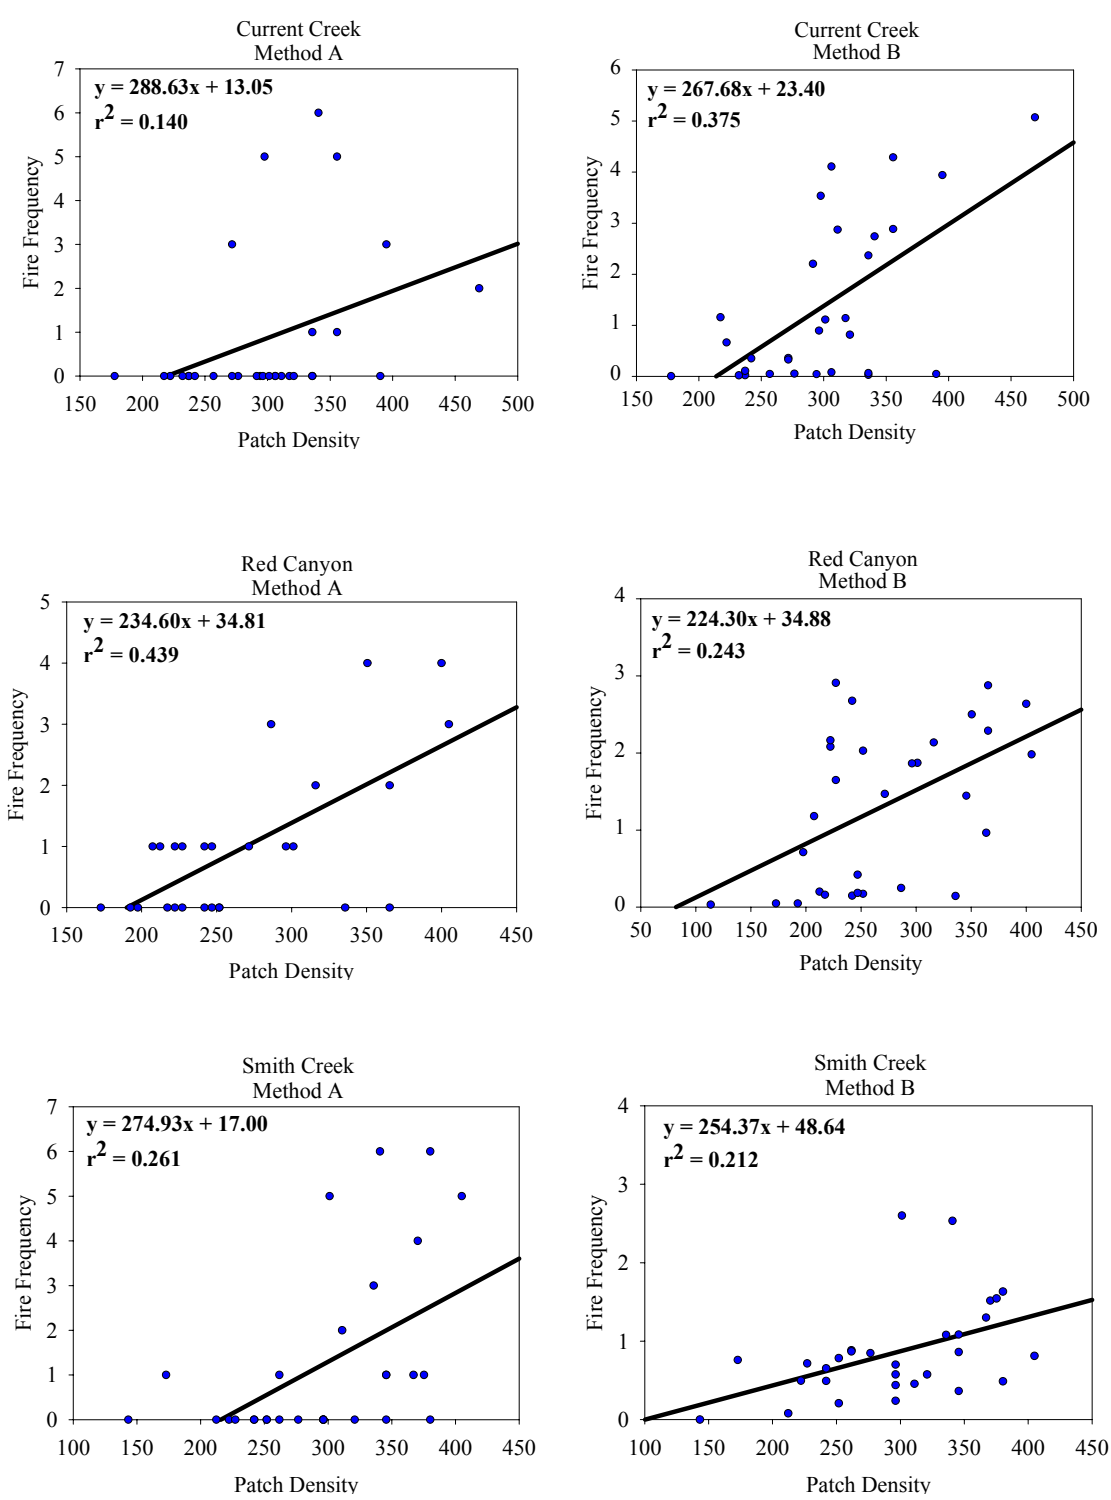 Current Creek
Method A
y = 288.63x + 13.05
r2 = 0.140
7
6
5
4
3
2
1
0
Fire Frequency
150 200 250 300 350 400 450 500
Patch Density
Current Creek
Method B
y = 267.68x + 23.40
r2 = 0.375
6
5
4
3
2
1
0
Fire Frequency
150 200 250 300 350 400 450 500
Patch Density
Red Canyon
Method A
y = 234.60x + 34.81
r2 = 0.439
5
4
3
2
1
0
Fire Frequency
150 200 250 300 350 400 450
Patch Density
Red Canyon
Method B
y = 224.30x + 34.88
r2 = 0.243
4
3
2
1
0
Fire Frequency
50 100 150 200 250 300 350 400 450
Patch Density
Smith Creek
Method A
y = 274.93x + 17.00
r2 = 0.261
7
6
5
4
3
2
1
0
Fire Frequency
100 150 200 250 300 350 400 450
Patch Density
Smith Creek
Method B
y = 254.37x + 48.64
r2 = 0.212
4
3
2
1
0
Fire Frequency
100 150 200 250 300 350 400 450
Patch Density